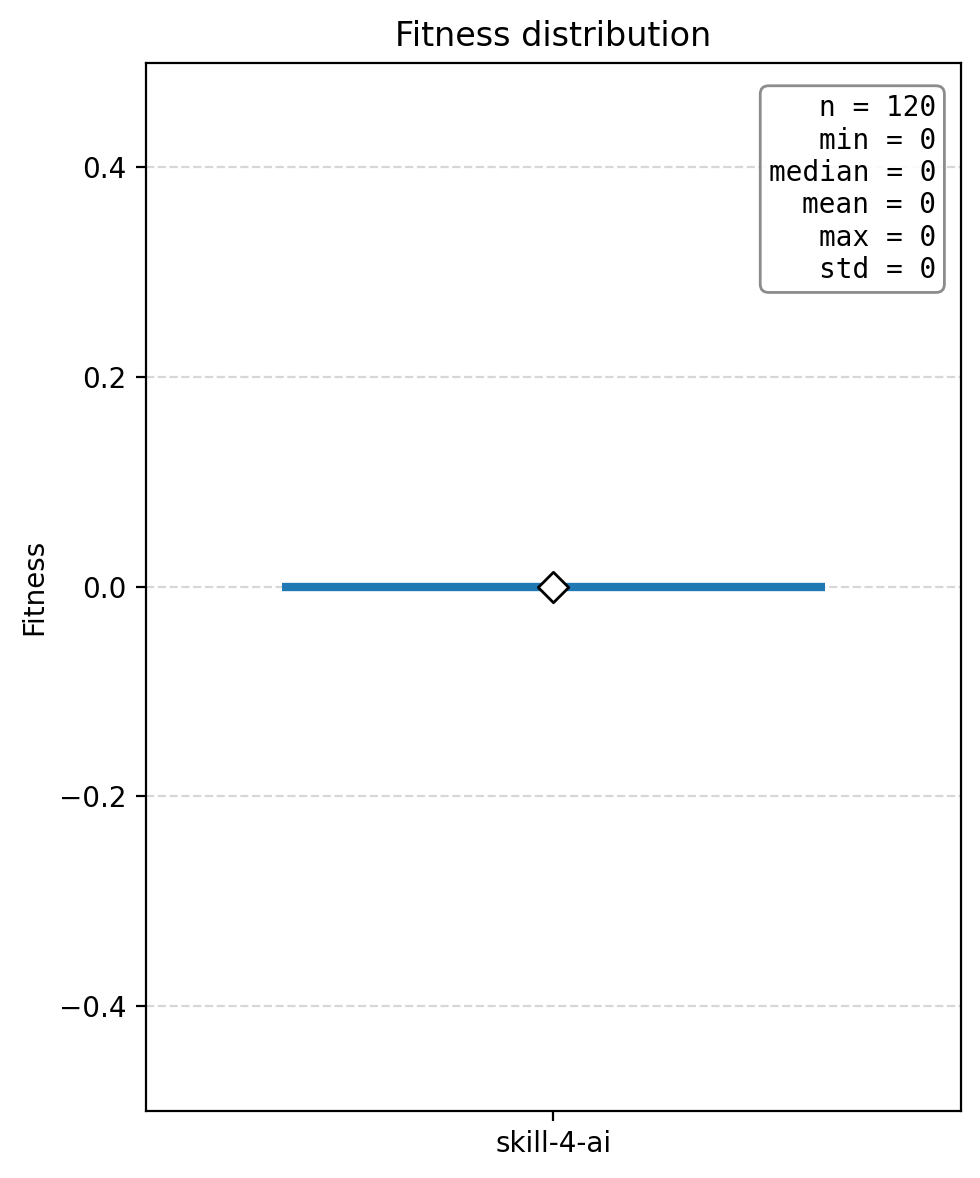 Fitness distribution
n = 120
min = 0
median = 0
mean = 0
max = 0
std = 0
0.4
0.2
0.0
−0.2
−0.4
Fitness
skill-4-ai